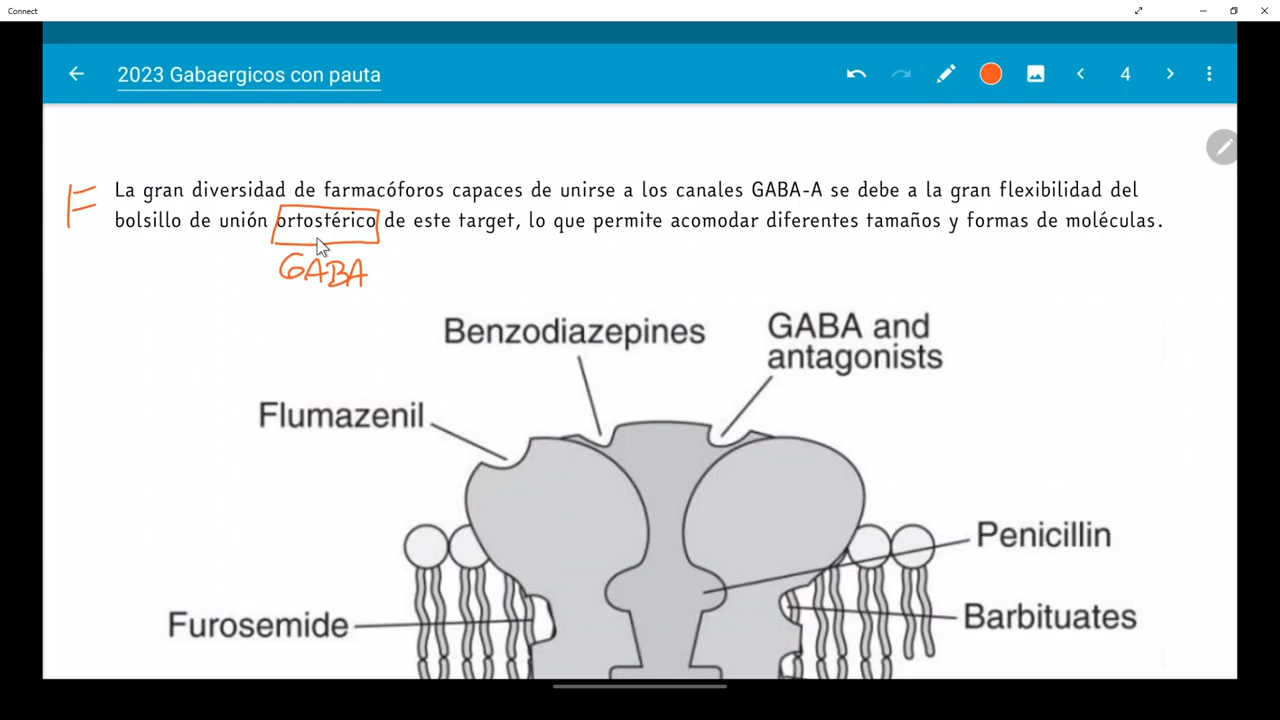 Connect
2023 Gabaergicos con pauta
4
F
La gran diversidad de farmacóforos capaces de unirse a los canales GABA-A se debe a la gran flexibilidad del
bolsillo de unión ortostérico de este target, lo que permite acomodar diferentes tamaños y formas de moléculas.
GABA
Benzodiazepines
GABA and
antagonists
Flumazenil
Penicillin
Furosemide
Barbituates